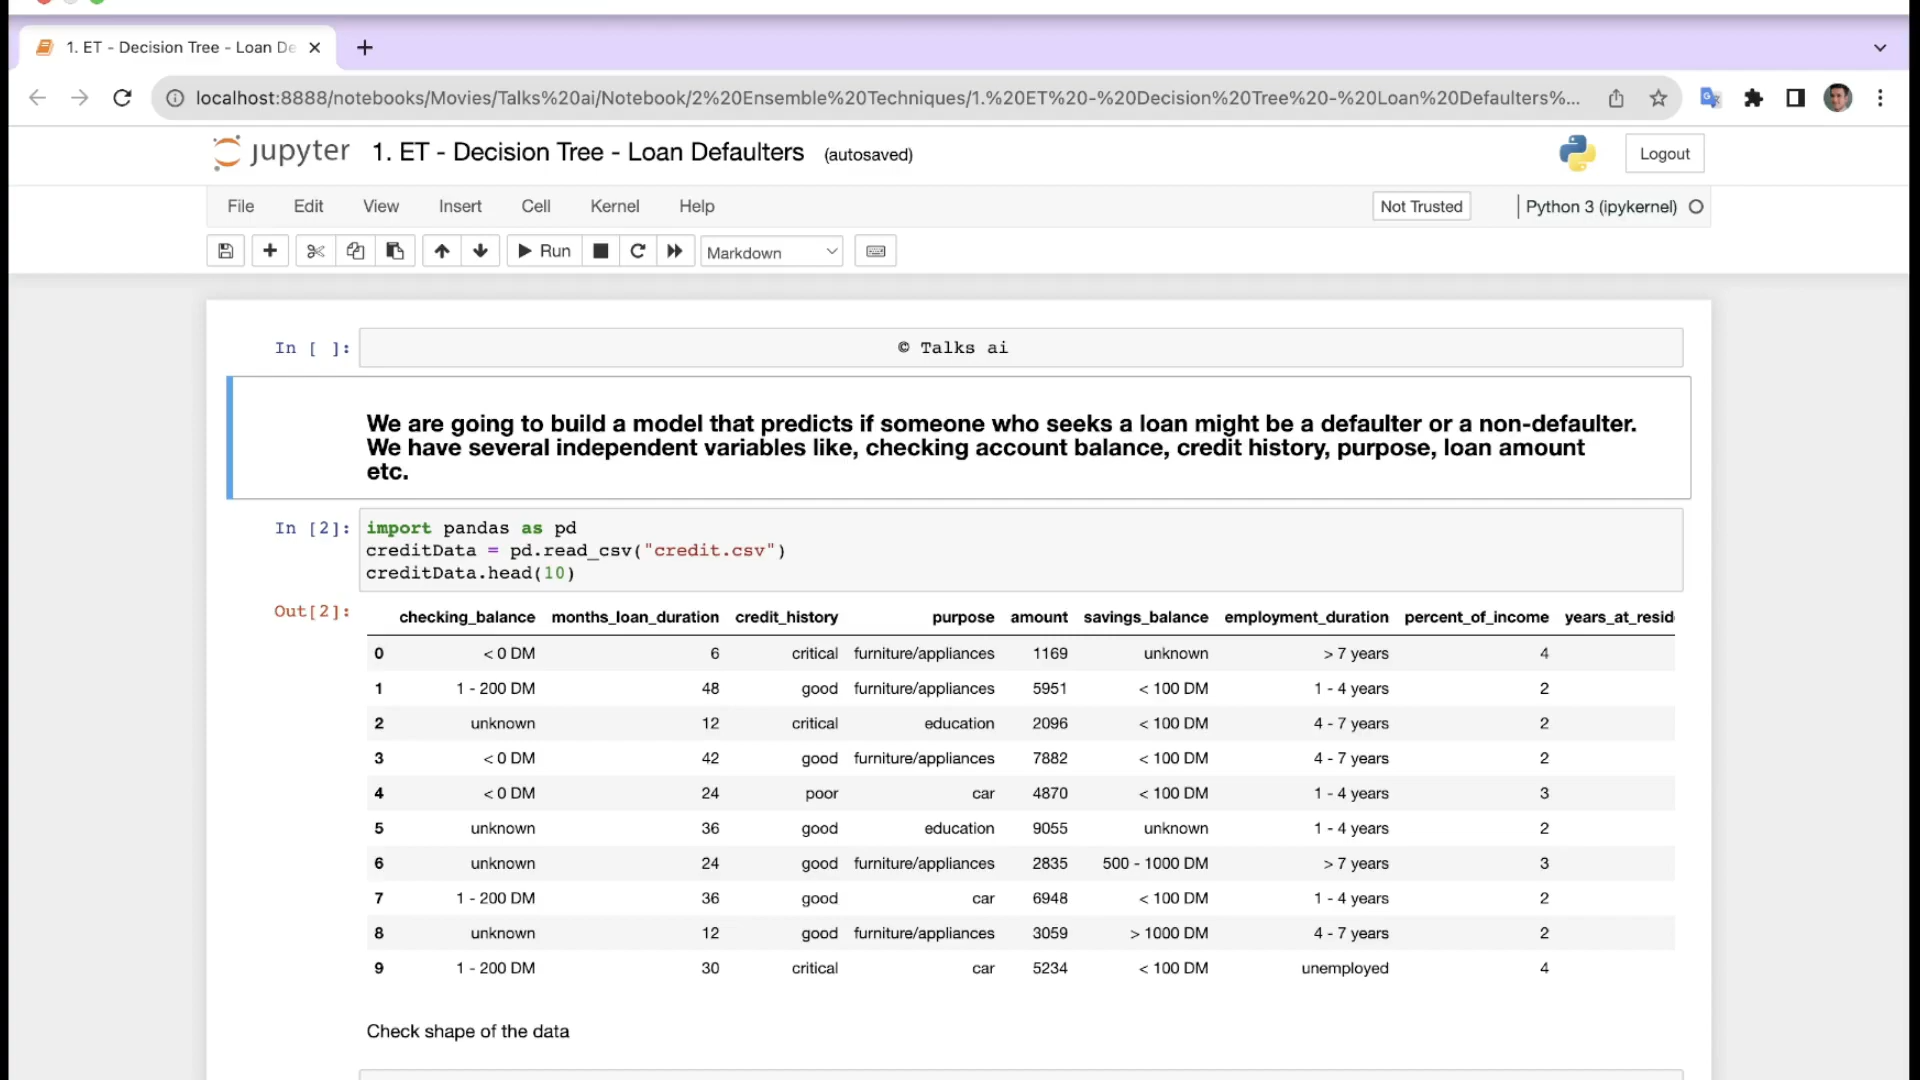 1. ET - Decision Tree - Loan De
localhost:8888/notebooks/Movies/Talks%20ai/Notebook/2%20Ensemble%20Techniques/1.%20ET%20-%20Decision%20Tree%20-%20Loan%20Defaulters%...
jupyter 1. ET - Decision Tree - Loan Defaulters (autosaved) Logout
File Edit View Insert Cell Kernel Help Not Trusted Python 3 (ipykernel)
Run Markdown
In [ ]: © Talks ai
We are going to build a model that predicts if someone who seeks a loan might be a defaulter or a non-defaulter.
We have several independent variables like, checking account balance, credit history, purpose, loan amount
etc.
In [2]: import pandas as pd
creditData = pd.read_csv("credit.csv")
creditData.head(10)
Out[2]:
checking_balance months_loan_duration credit_history purpose amount savings_balance employment_duration percent_of_income years_at_resid
0 < 0 DM 6 critical furniture/appliances 1169 unknown > 7 years 4
1 1 - 200 DM 48 good furniture/appliances 5951 < 100 DM 1 - 4 years 2
2 unknown 12 critical education 2096 < 100 DM 4 - 7 years 2
3 < 0 DM 42 good furniture/appliances 7882 < 100 DM 4 - 7 years 2
4 < 0 DM 24 poor car 4870 < 100 DM 1 - 4 years 3
5 unknown 36 good education 9055 unknown 1 - 4 years 2
6 unknown 24 good furniture/appliances 2835 500 - 1000 DM > 7 years 3
7 1 - 200 DM 36 good car 6948 < 100 DM 1 - 4 years 2
8 unknown 12 good furniture/appliances 3059 > 1000 DM 4 - 7 years 2
9 1 - 200 DM 30 critical car 5234 < 100 DM unemployed 4
Check shape of the data